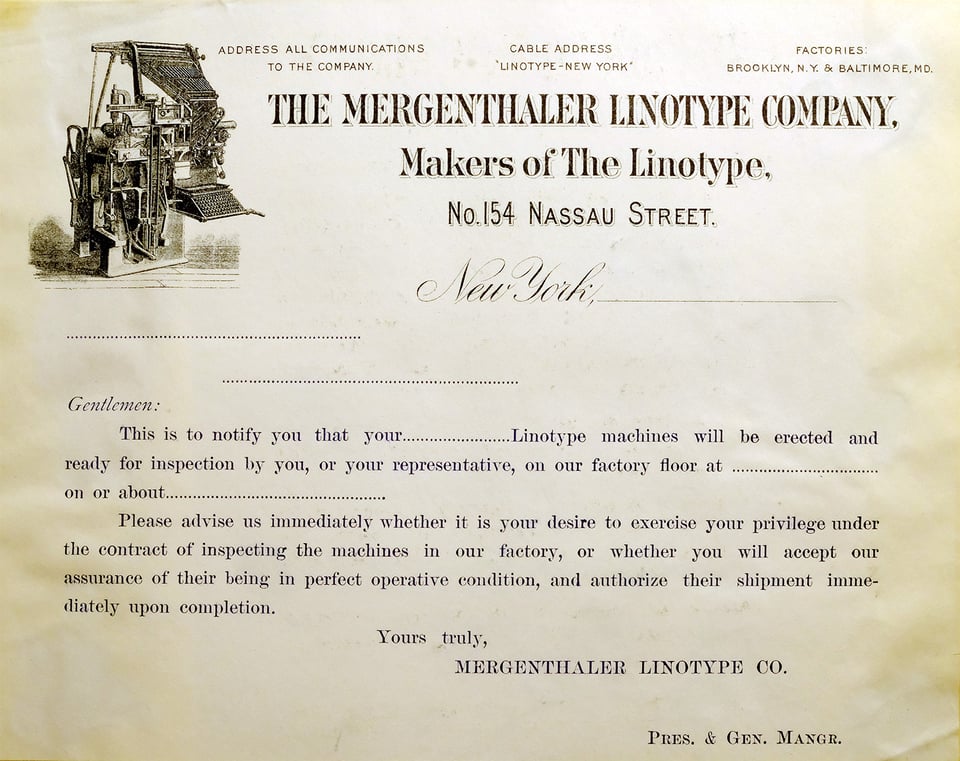 ADDRESS ALL COMMUNICATIONS
TO THE COMPANY.
CABLE ADDRESS
"LINOTYPE-NEW YORK"
FACTORIES:
BROOKLYN, N.Y. & BALTIMORE, MD.
THE MERGENTHALER LINOTYPE COMPANY,
Makers of The Linotype,
No. 154 NASSAU STREET.
New York,
Gentlemen:
This is to notify you that your.......................Linotype machines will be erected and
ready for inspection by you, or your representative, on our factory floor at ................................
on or about.................................................
Please advise us immediately whether it is your desire to exercise your privilege under
the contract of inspecting the machines in our factory, or whether you will accept our
assurance of their being in perfect operative condition, and authorize their shipment imme-
diately upon completion.
Yours truly,
MERGENTHALER LINOTYPE CO.
PRES. & GEN. MANGR.